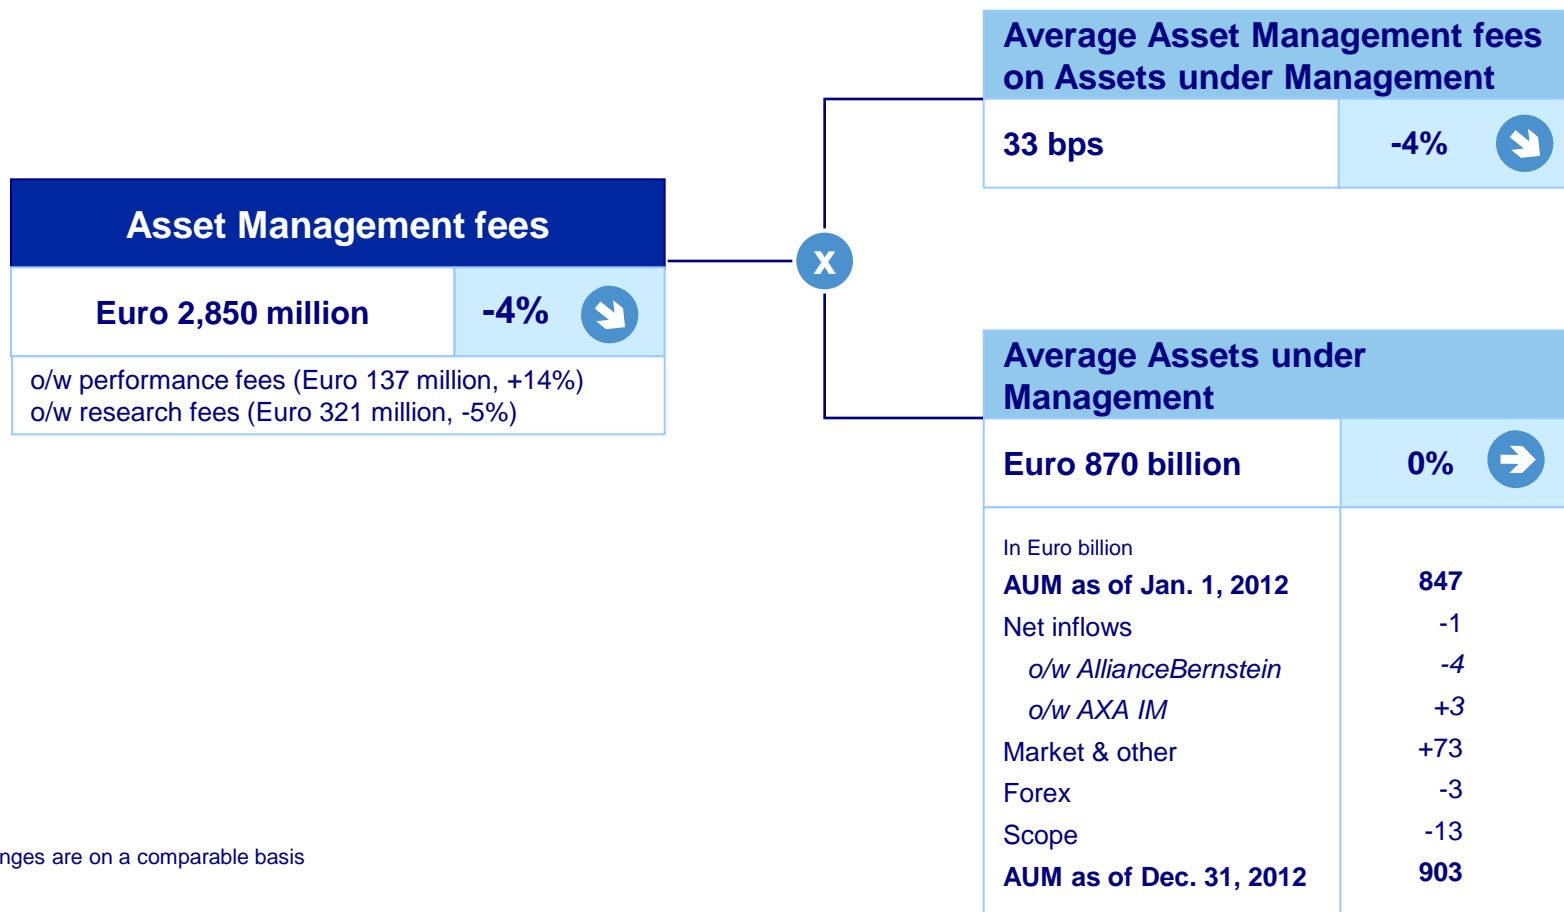 Average Asset Management fees
on Assets under Management
33 bps -4%
Asset Management fees
Euro 2,850 million -4%
o/w performance fees (Euro 137 million, +14%)
o/w research fees (Euro 321 million, -5%)
x
Average Assets under
Management
Euro 870 billion 0%
In Euro billion
AUM as of Jan. 1, 2012 847
Net inflows -1
o/w AllianceBernstein -4
o/w AXA IM +3
Market & other +73
Forex -3
Scope -13
AUM as of Dec. 31, 2012 903
are on a comparable basis